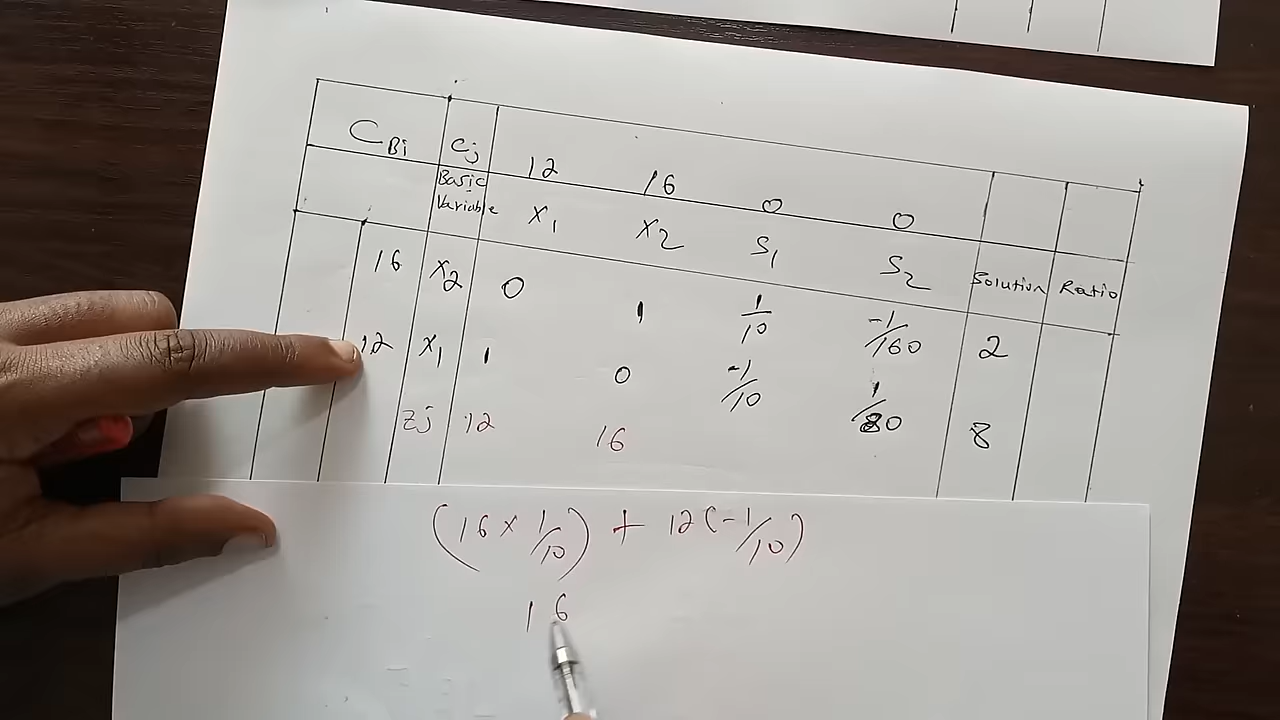 CBi Cj 12 16 0 0
Basic Variable X1 X2 S1 S2 Solution Ratio
16 X2 0 1 1/10 -1/160 2
12 X1 1 0 -1/10 1/80 8
Zj 12 16
(16 x 1/10) + 12(-1/10)
16